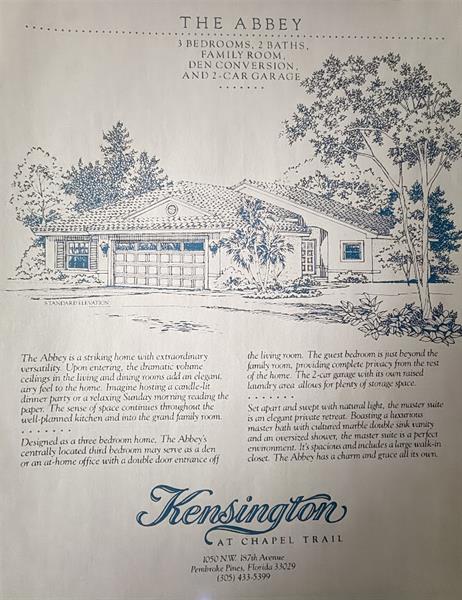 THE ABBEY
3 BEDROOMS, 2 BATHS,
FAMILY ROOM,
DEN CONVERSION,
AND 2-CAR GARAGE
STANDARD ELEVATION
The Abbey is a striking home with extraordinary
versatility. Upon entering, the dramatic volume
ceilings in the living and dining rooms add an elegant,
airy feel to the home. Imagine hosting a candle-lit
dinner party or a relaxing Sunday morning reading the
paper. The sense of space continues throughout the
well-planned kitchen and into the grand family room.
Designed as a three bedroom home, The Abbey's
centrally located third bedroom may serve as a den
or an at-home office with a double door entrance off
the living room. The guest bedroom is just beyond the
family room, providing complete privacy from the rest
of the home. The 2-car garage with its own raised
laundry area allows for plenty of storage space.
Set apart and swept with natural light, the master suite
is an elegant private retreat. Boasting a luxurious
master bath with cultured marble double sink vanity
and an oversized shower, the master suite is a perfect
environment. It's spacious and includes a large walk-in
closet. The Abbey has a charm and grace all its own.
Kensington
AT CHAPEL TRAIL
1050 N.W. 187th Avenue
Pembroke Pines, Florida 33029
(305) 433-5399